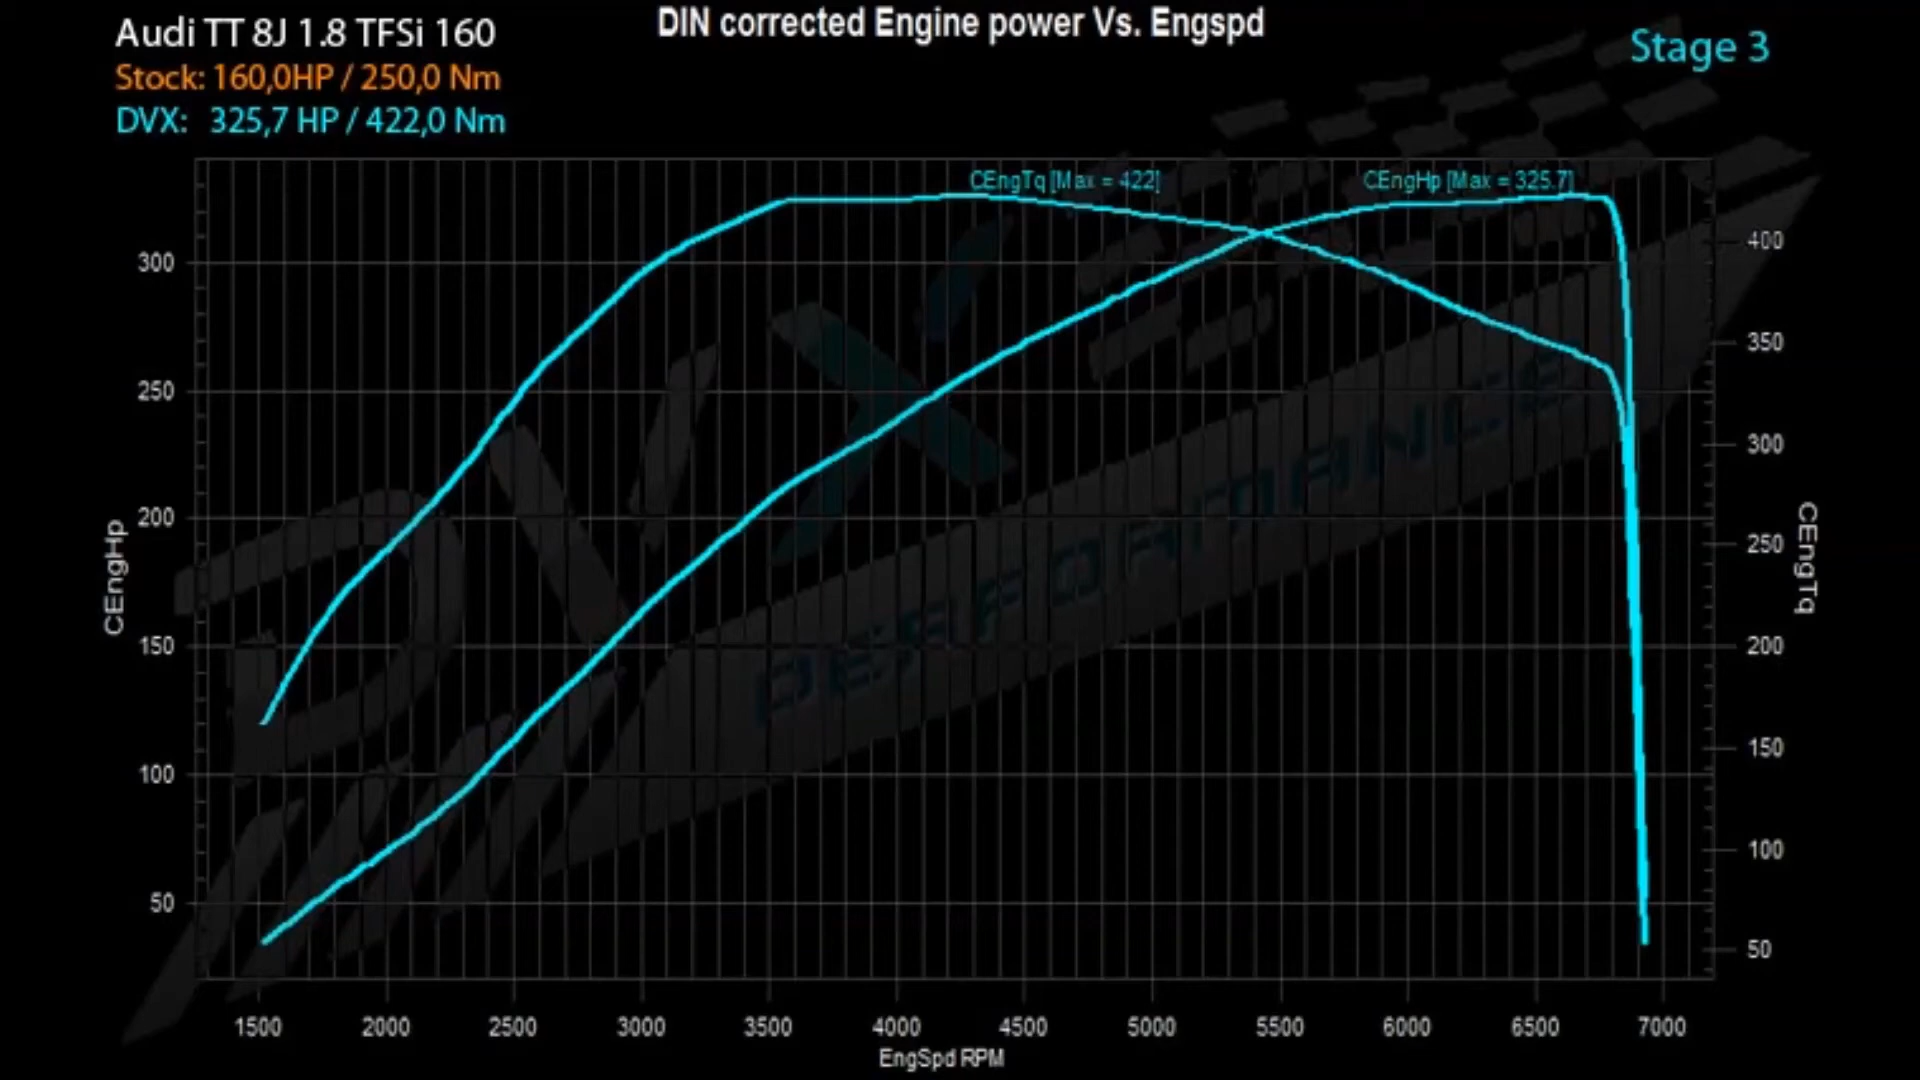 Audi TT 8J 1.8 TFSi 160
Stock: 160,0HP / 250,0 Nm
DVX: 325,7 HP / 422,0 Nm
DIN corrected Engine power Vs. Engspd
Stage 3
CEngTq [Max = 422]
CEngHp [Max = 325.7]
300
250
200
150
100
50
CEngHp
400
350
300
250
200
150
100
50
CEngTq
DVX
PERFORMANCE
1500 2000 2500 3000 3500 4000 4500 5000 5500 6000 6500 7000
EngSpd RPM